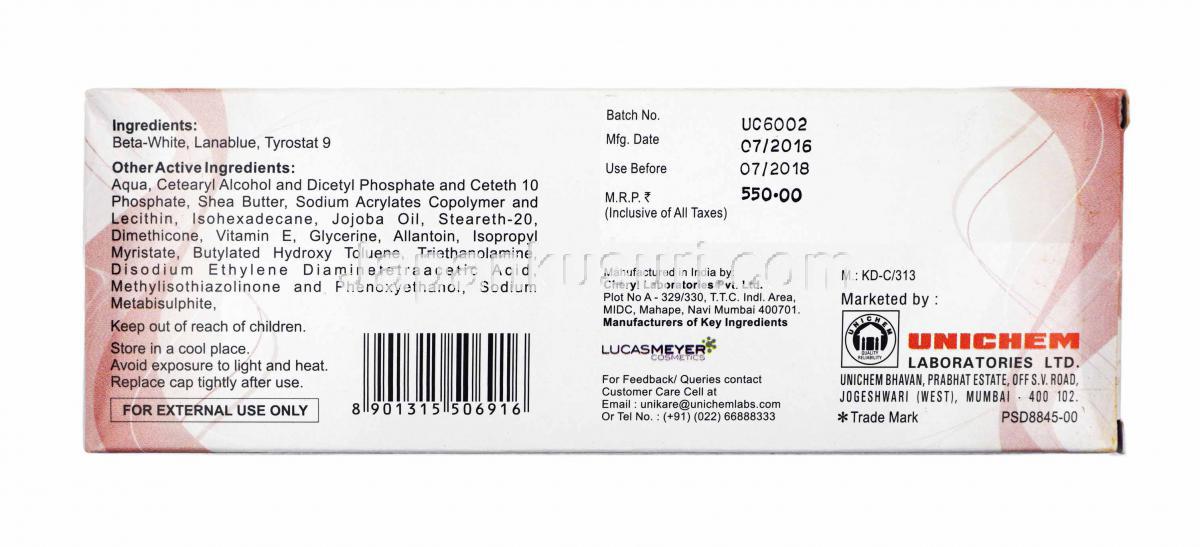 Ingredients:
Beta-White, Lanablue, Tyrostat 9
Other Active Ingredients:
Aqua, Cetearyl Alcohol and Dicetyl Phosphate and Ceteth 10
Phosphate, Shea Butter, Sodium Acrylates Copolymer and
Lecithin, Isohexadecane, Jojoba Oil, Steareth-20,
Dimethicone, Vitamin E, Glycerine, Allantoin, Isopropyl
Myristate, Butylated Hydroxy Toluene, Triethanolamine,
Disodium Ethylene Diaminetetraacetic Acid,
Methylisothiazolinone and Phenoxyethanol, Sodium
Metabisulphite,
Keep out of reach of children.
Store in a cool place.
Avoid exposure to light and heat.
Replace cap tightly after use.
FOR EXTERNAL USE ONLY
8 901315 506916
Batch No. UC6002
Mfg. Date 07/2016
Use Before 07/2018
M.R.P. ₹ 550.00
(Inclusive of All Taxes)
Manufactured in India by:
Cheryl Laboratories Pvt. Ltd.
Plot No A - 329/330, T.T.C. Indl. Area,
MIDC, Mahape, Navi Mumbai 400701.
Manufacturers of Key Ingredients
LUCASMEYER
COSMETICS
For Feedback/ Queries contact
Customer Care Cell at
Email : unikare@unichemlabs.com
Or Tel No. : (+91) (022) 66888333
M.: KD-C/313
Marketed by :
UNICHEM
QUALITY
RELIABILITY
UNICHEM
LABORATORIES LTD.
UNICHEM BHAVAN, PRABHAT ESTATE, OFF S.V. ROAD,
JOGESHWARI (WEST), MUMBAI - 400 102.
*Trade Mark PSD8845-00
Japankusuri.com